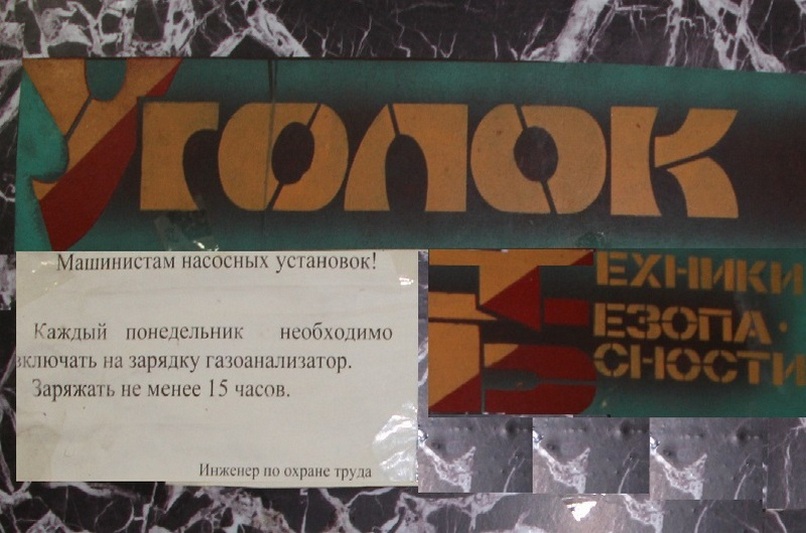 Уголок
Техники
Безопа-
сности
Машинистам насосных установок!
Каждый понедельник необходимо
включать на зарядку газоанализатор.
Заряжать не менее 15 часов.
Инженер по охране труда